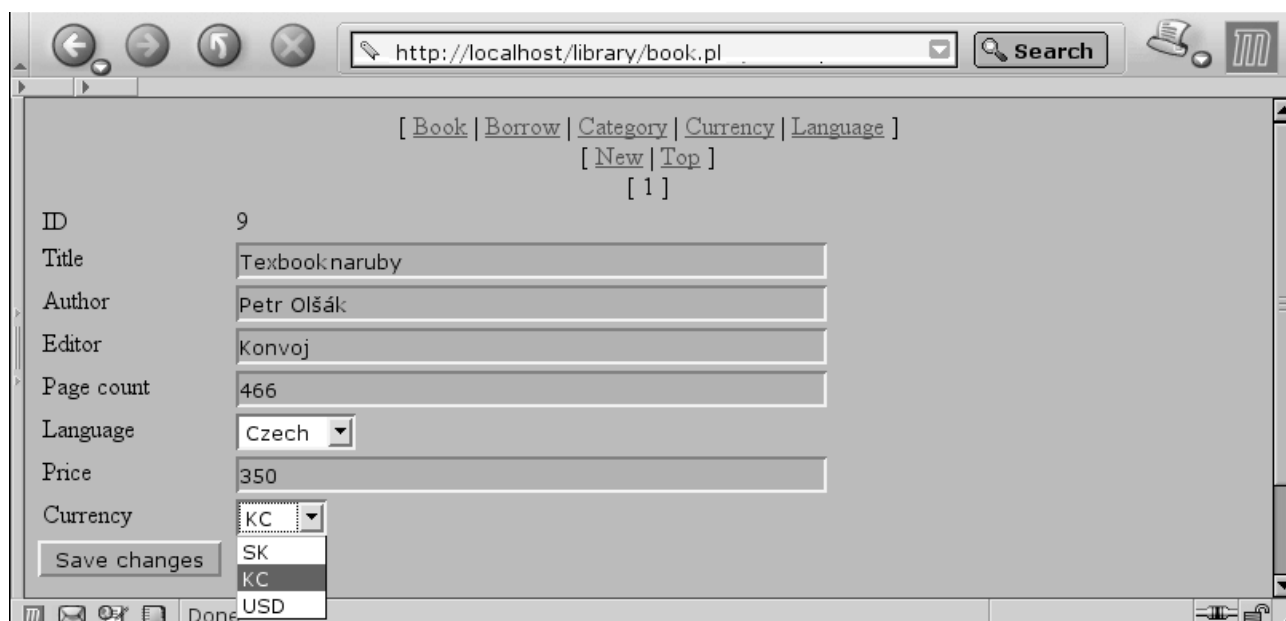 http://localhost/library/book.pl Search
[ Book | Borrow | Category | Currency | Language ]
[ New | Top ]
[ 1 ]
ID 9
Title Texbook naruby
Author Petr Olšák
Editor Konvoj
Page count 466
Language Czech
Price 350
Currency KC
Save changes SK
KC
USD
Done